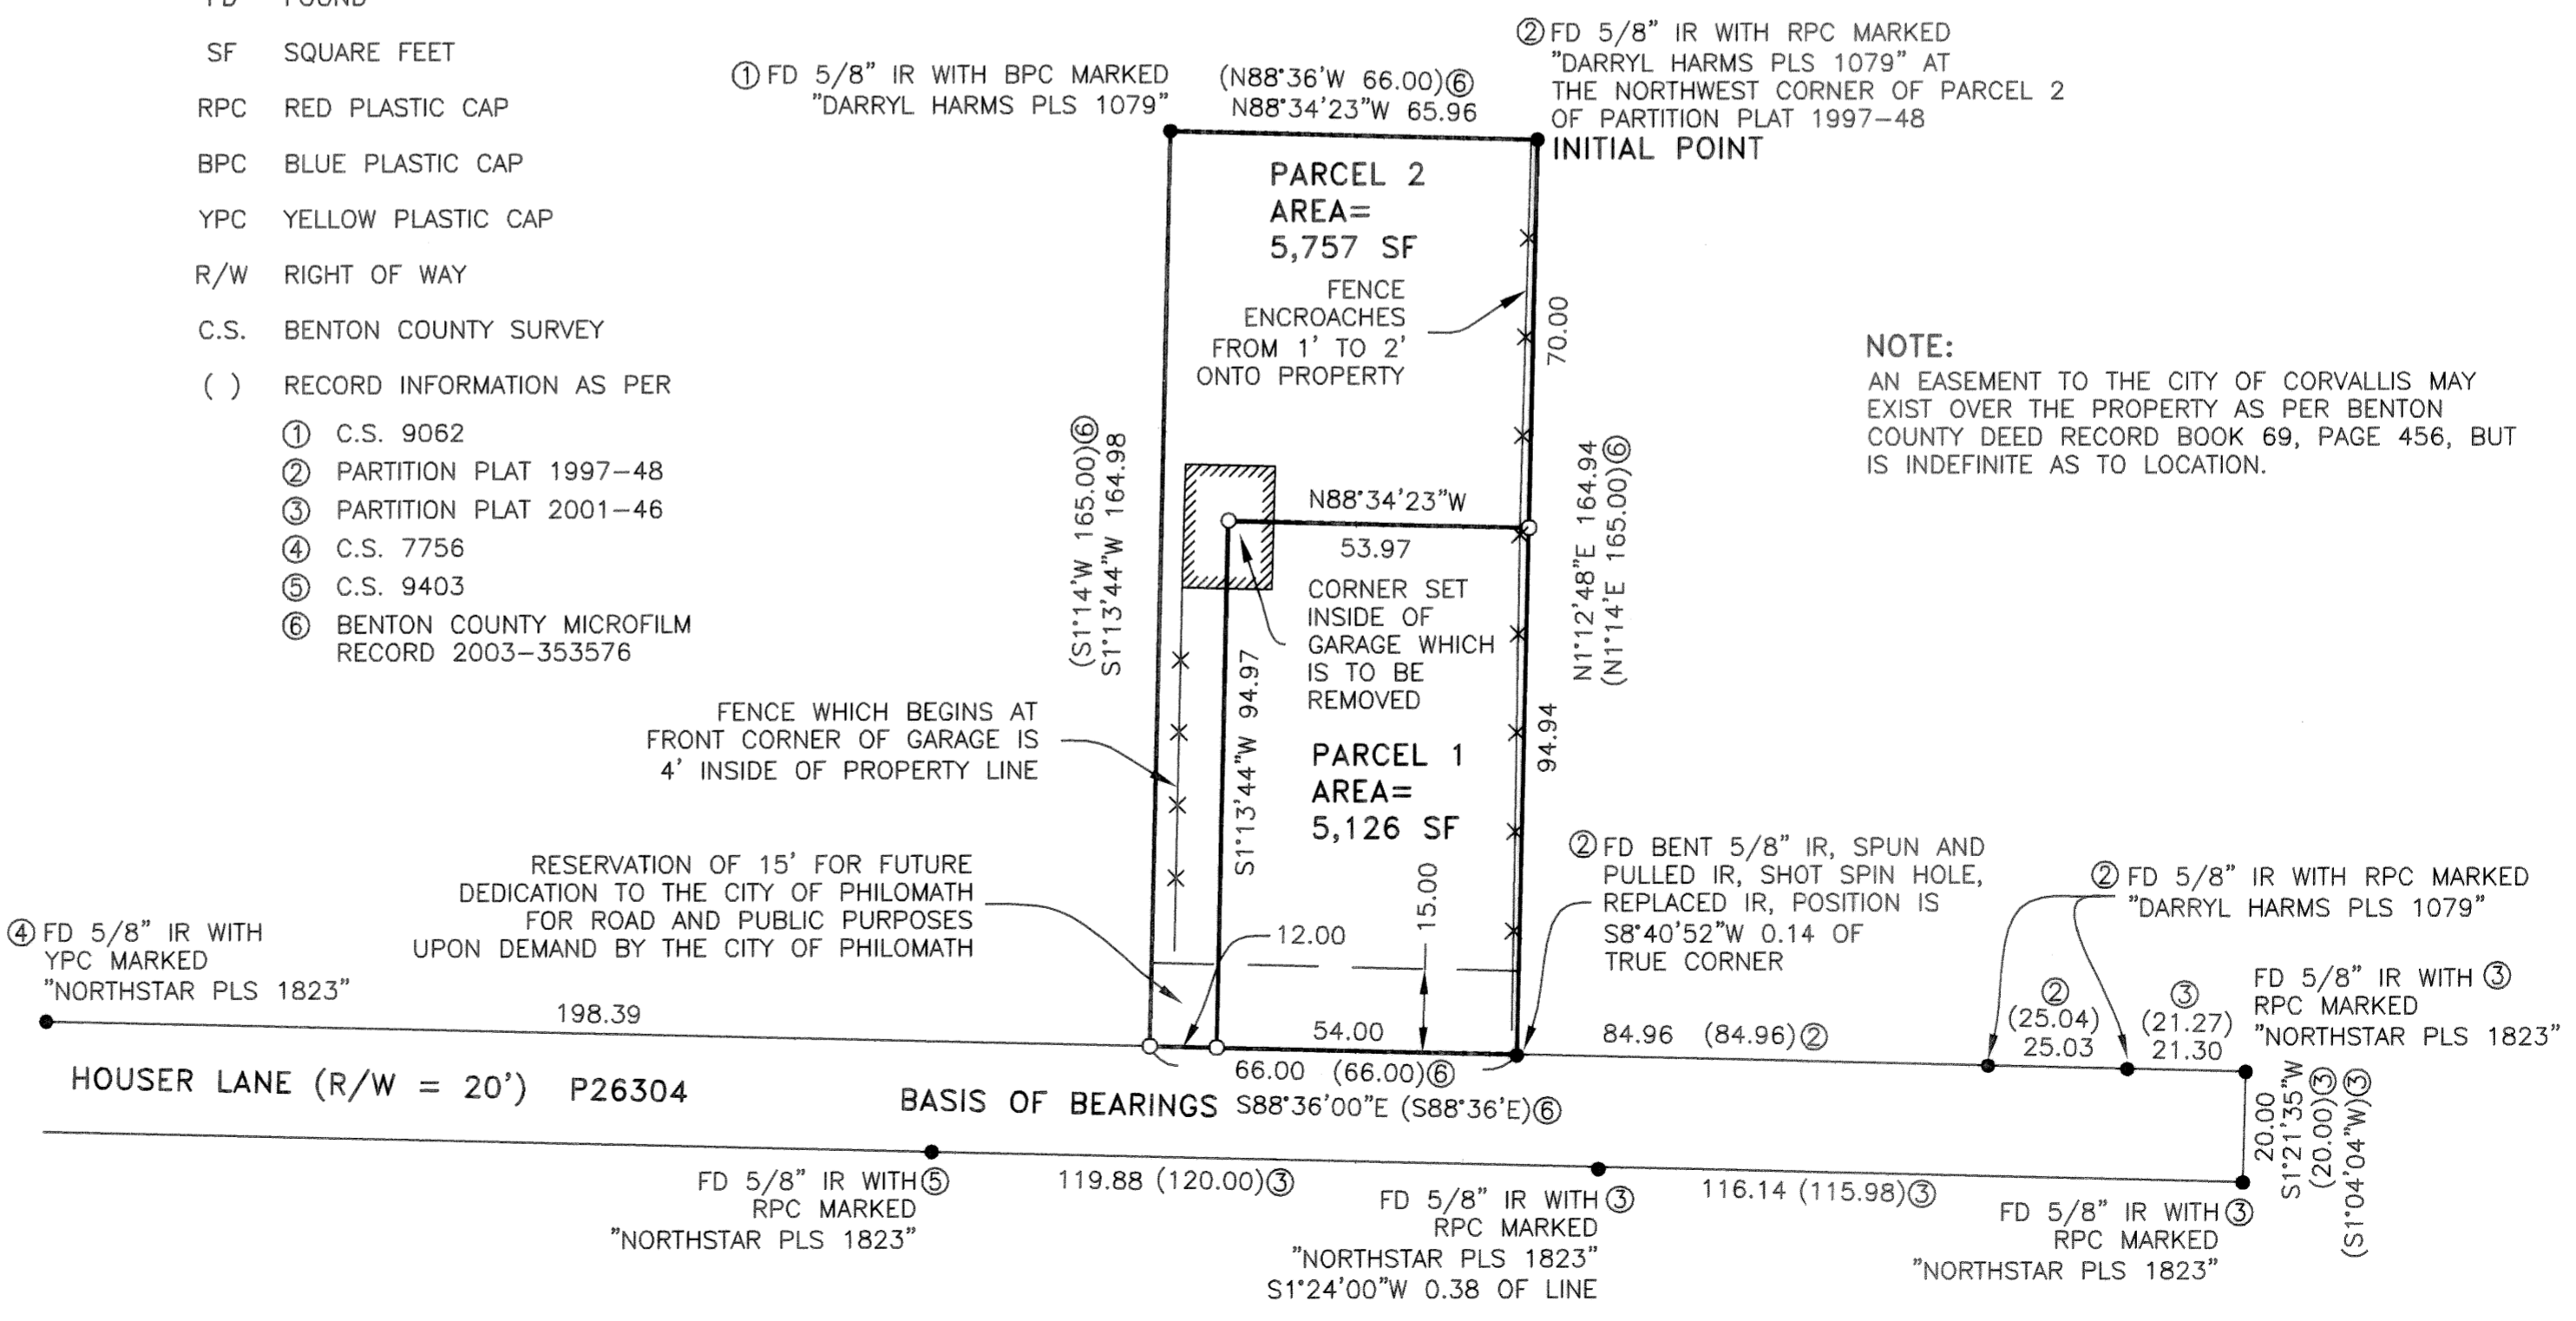 FD FOUND
SF SQUARE FEET
RPC RED PLASTIC CAP
BPC BLUE PLASTIC CAP
YPC YELLOW PLASTIC CAP
R/W RIGHT OF WAY
C.S. BENTON COUNTY SURVEY
( ) RECORD INFORMATION AS PER
① C.S. 9062
② PARTITION PLAT 1997-48
③ PARTITION PLAT 2001-46
④ C.S. 7756
⑤ C.S. 9403
⑥ BENTON COUNTY MICROFILM
RECORD 2003-353576
① FD 5/8" IR WITH BPC MARKED
"DARRYL HARMS PLS 1079"
(N88°36'W 66.00)⑥
N88°34'23"W 65.96
② FD 5/8" IR WITH RPC MARKED
"DARRYL HARMS PLS 1079" AT
THE NORTHWEST CORNER OF PARCEL 2
OF PARTITION PLAT 1997-48
INITIAL POINT
PARCEL 2
AREA=
5,757 SF
FENCE
ENCROACHES
FROM 1' TO 2'
ONTO PROPERTY
70.00
NOTE:
AN EASEMENT TO THE CITY OF CORVALLIS MAY
EXIST OVER THE PROPERTY AS PER BENTON
COUNTY DEED RECORD BOOK 69, PAGE 456, BUT
IS INDEFINITE AS TO LOCATION.
(S1°14'W 165.00)⑥
S1°13'44"W 164.98
N88°34'23"W
53.97
N1°12'48"E 164.94
(N1°14'E 165.00)⑥
CORNER SET
INSIDE OF
GARAGE WHICH
IS TO BE
REMOVED
S1°13'44"W 94.97
94.94
FENCE WHICH BEGINS AT
FRONT CORNER OF GARAGE IS
4' INSIDE OF PROPERTY LINE
PARCEL 1
AREA=
5,126 SF
RESERVATION OF 15' FOR FUTURE
DEDICATION TO THE CITY OF PHILOMATH
FOR ROAD AND PUBLIC PURPOSES
UPON DEMAND BY THE CITY OF PHILOMATH
12.00
15.00
② FD BENT 5/8" IR, SPUN AND
PULLED IR, SHOT SPIN HOLE,
REPLACED IR, POSITION IS
S8°40'52"W 0.14 OF
TRUE CORNER
② FD 5/8" IR WITH RPC MARKED
"DARRYL HARMS PLS 1079"
④ FD 5/8" IR WITH
YPC MARKED
"NORTHSTAR PLS 1823"
198.39
54.00
66.00 (66.00)⑥
84.96 (84.96)②
②
(25.04)
25.03
③
(21.27)
21.30
FD 5/8" IR WITH ③
RPC MARKED
"NORTHSTAR PLS 1823"
HOUSER LANE (R/W = 20') P26304
BASIS OF BEARINGS S88°36'00"E (S88°36'E)⑥
20.00
S1°21'35"W
(20.00)③
(S1°04'04"W)③
FD 5/8" IR WITH ⑤
RPC MARKED
"NORTHSTAR PLS 1823"
119.88 (120.00)③
FD 5/8" IR WITH ③
RPC MARKED
"NORTHSTAR PLS 1823"
S1°24'00"W 0.38 OF LINE
116.14 (115.98)③
FD 5/8" IR WITH ③
RPC MARKED
"NORTHSTAR PLS 1823"